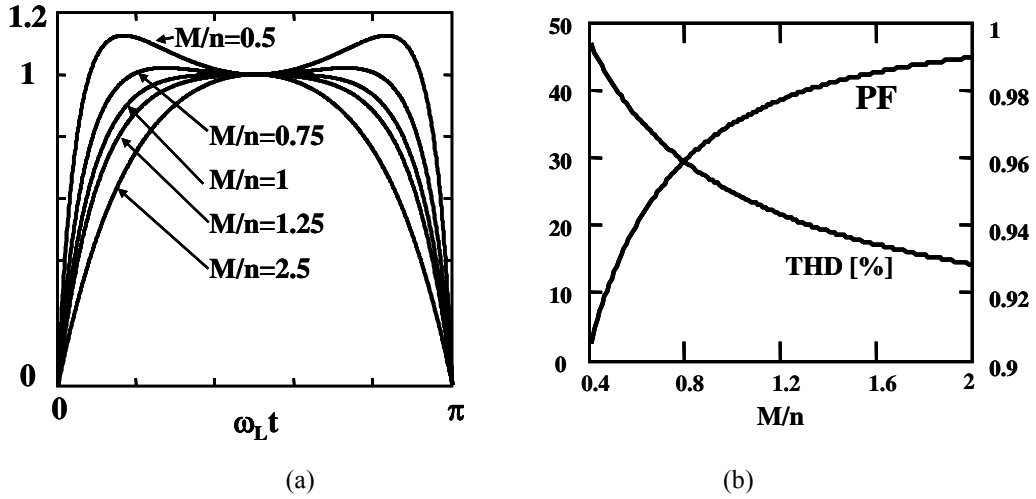 1.2
1
0
M/n=0.5
M/n=0.75
M/n=1
M/n=1.25
M/n=2.5
0
π
ω_L t
(a)
50
40
30
20
10
0
1
0.98
0.96
0.94
0.92
0.9
PF
THD [%]
0.4
0.8
1.2
1.6
2
M/n
(b)